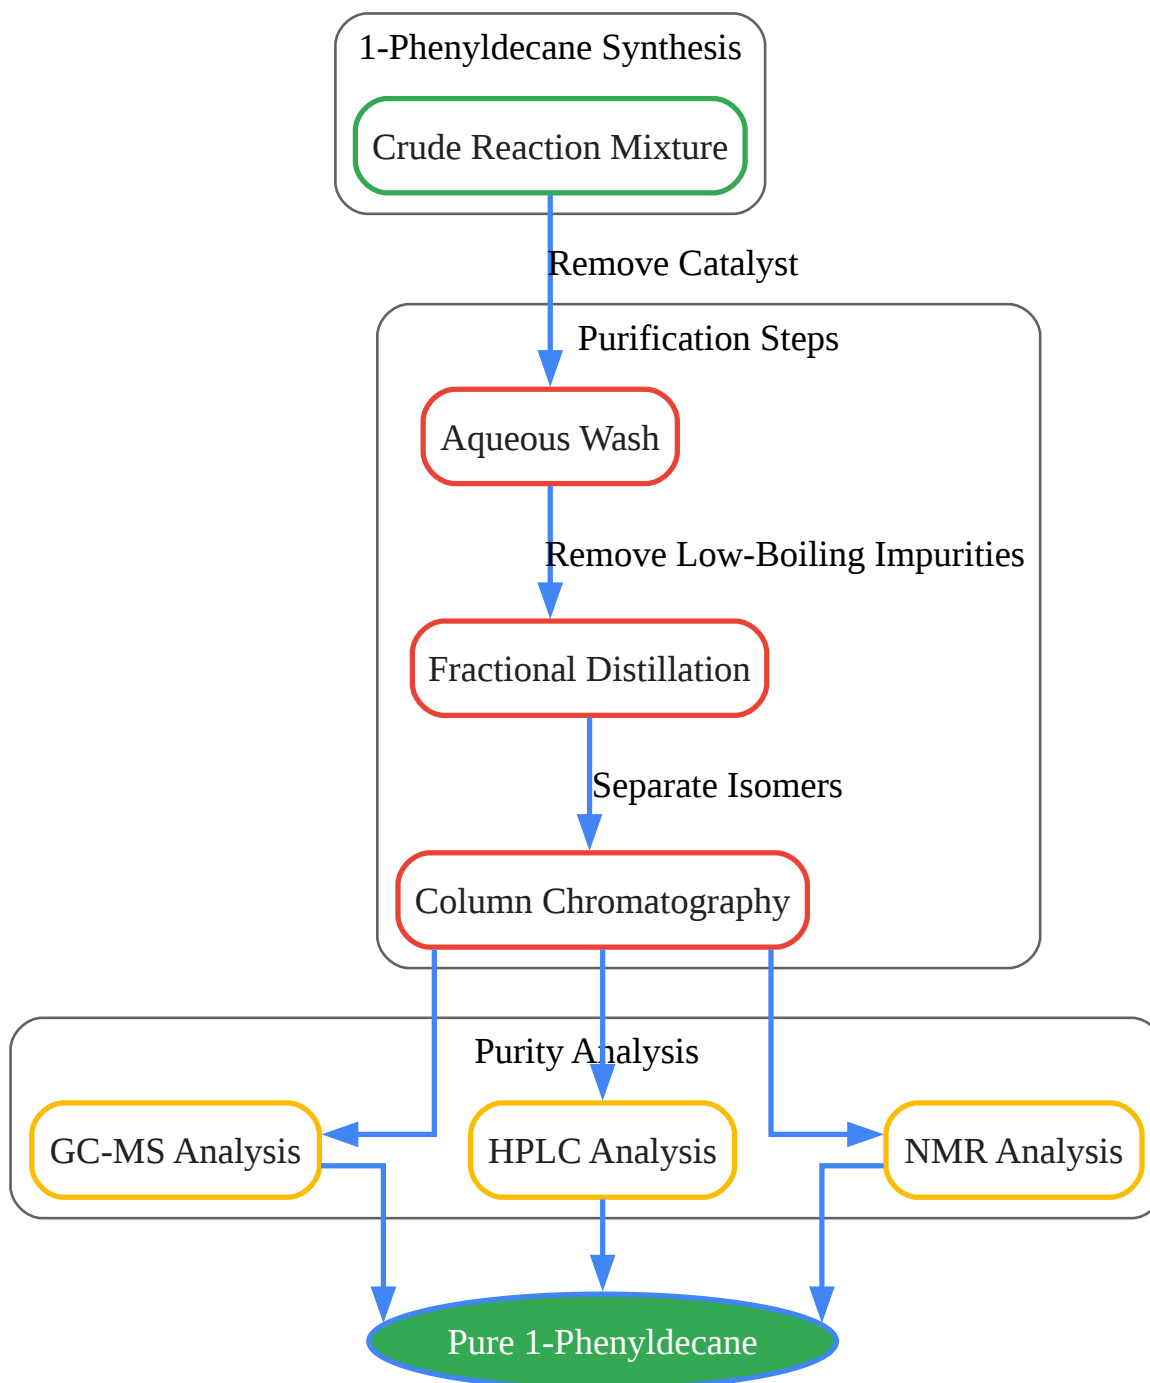 1-Phenyldecane Synthesis
Crude Reaction Mixture
Remove Catalyst
Purification Steps
Aqueous Wash
Remove Low-Boiling Impurities
Fractional Distillation
Separate Isomers
Column Chromatography
Purity Analysis
GC-MS Analysis
HPLC Analysis
NMR Analysis
Pure 1-Phenyldecane